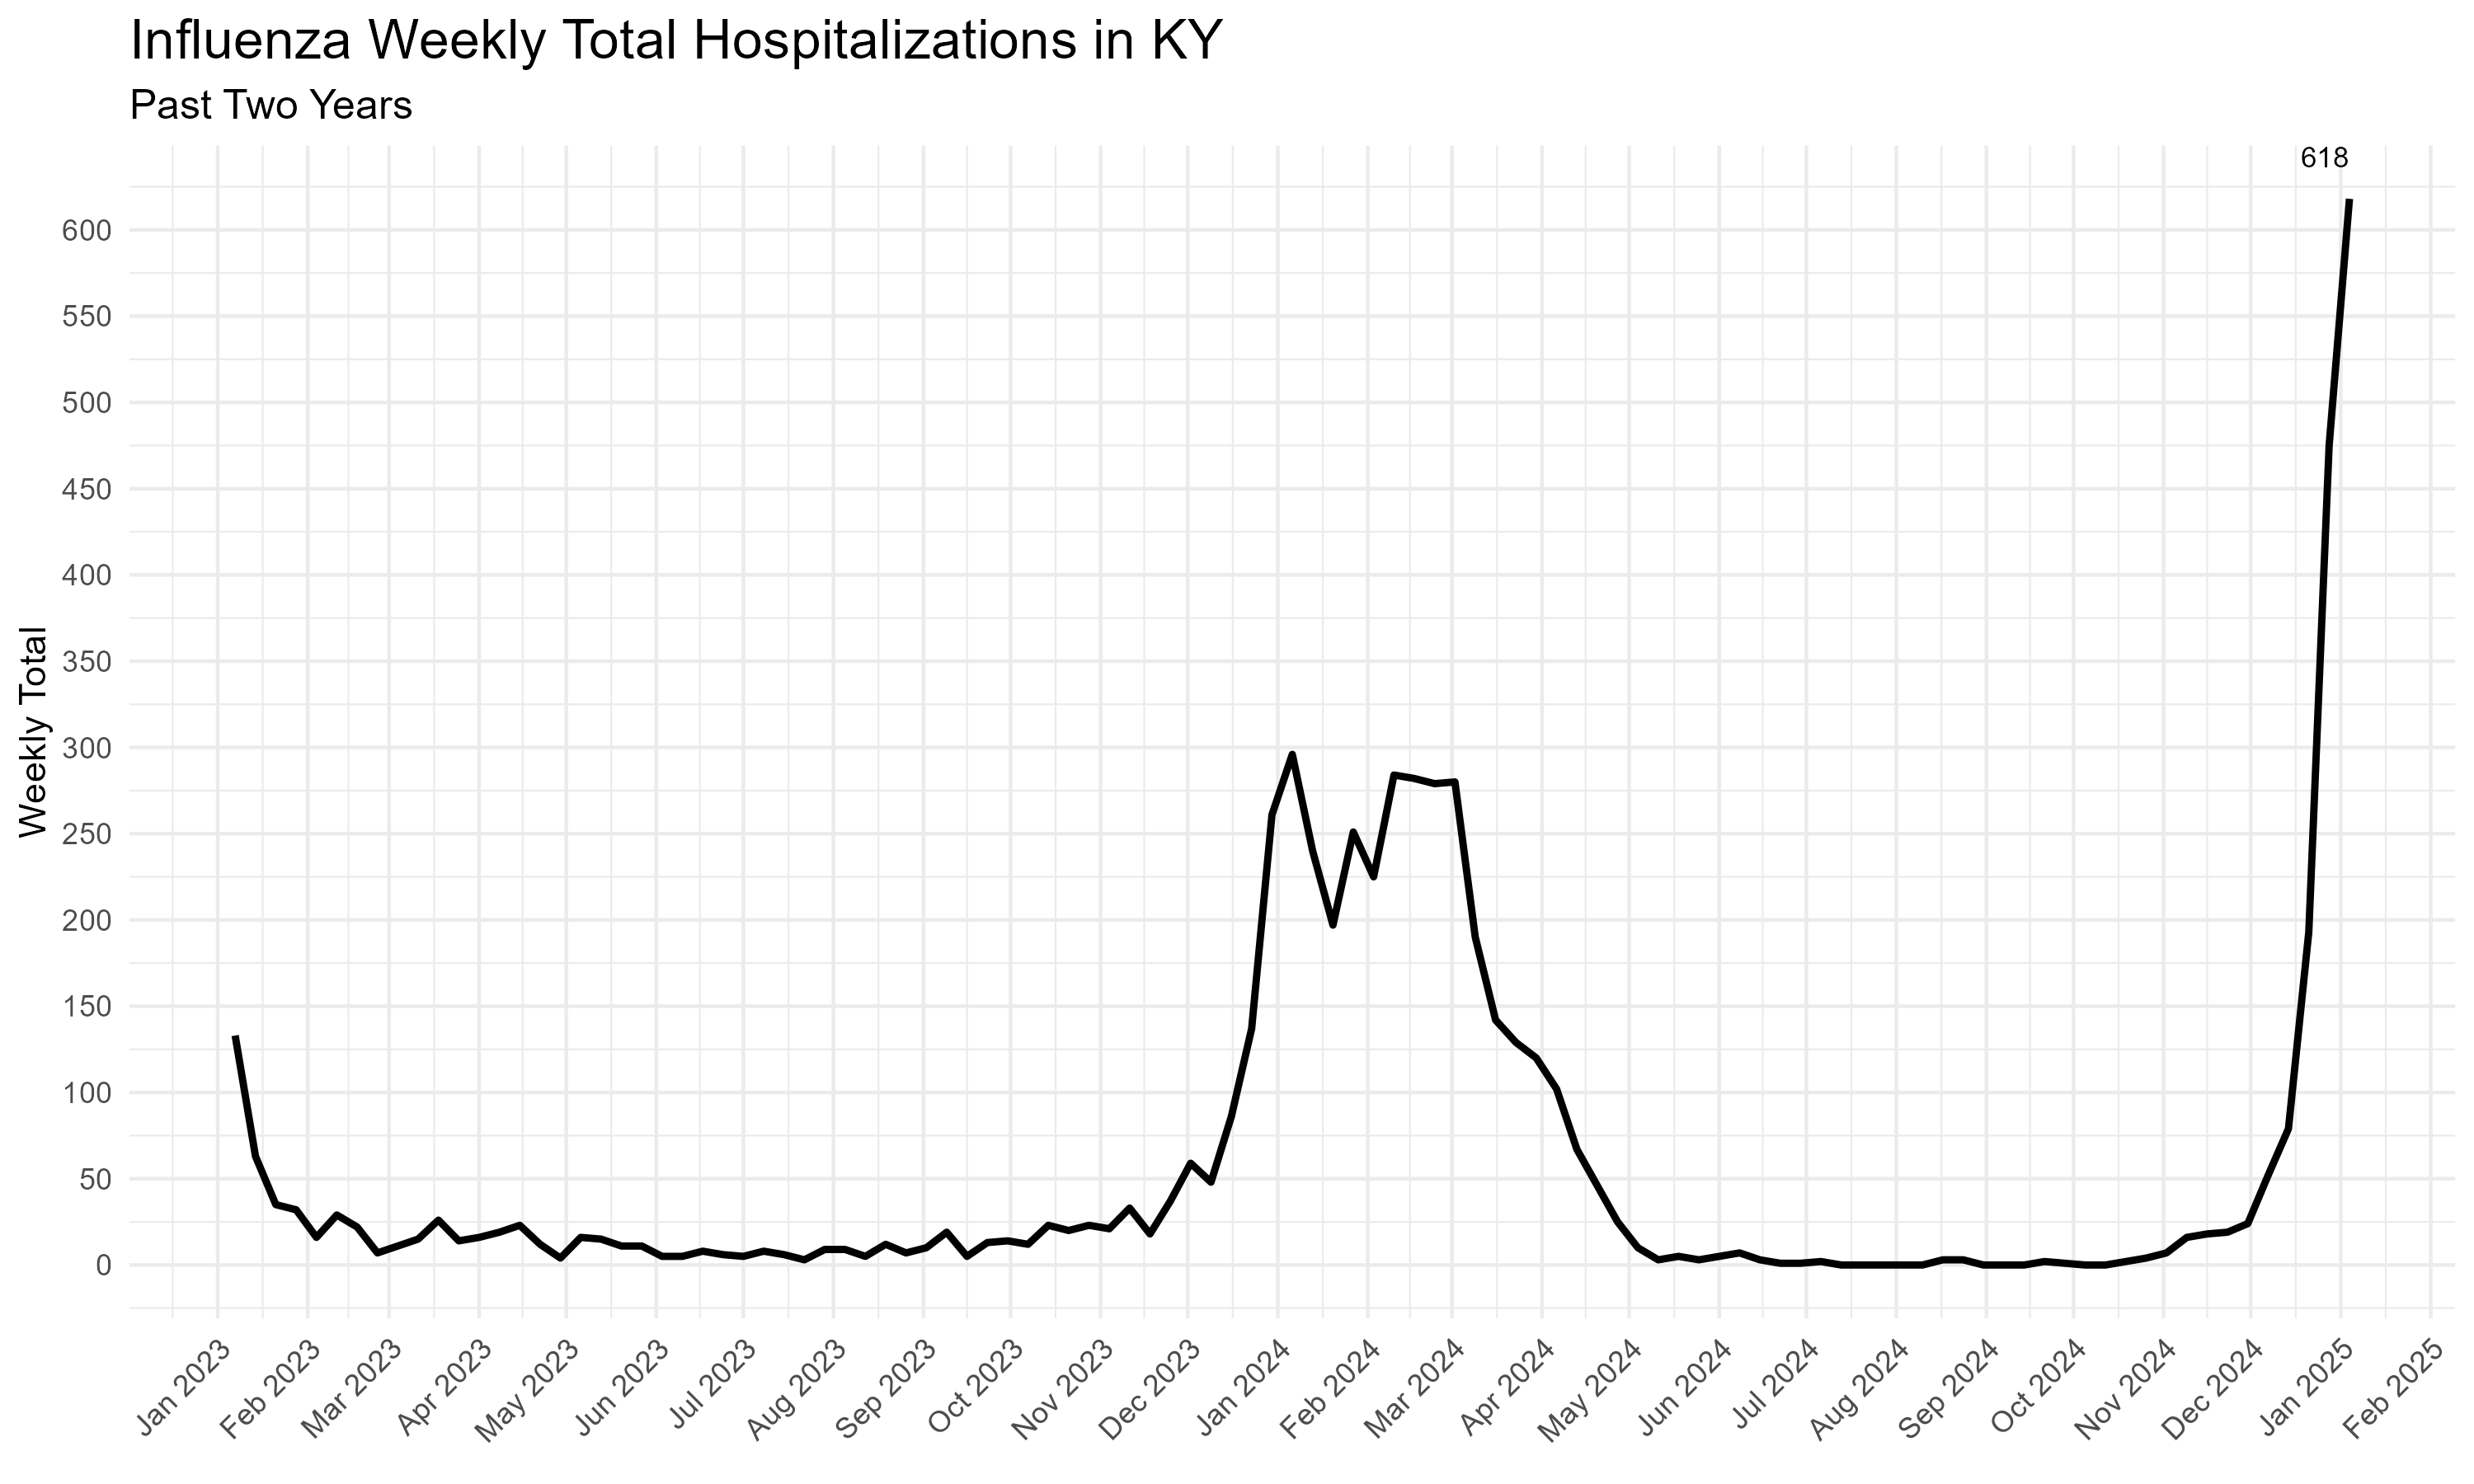 Influenza Weekly Total Hospitalizations in KY
Past Two Years
618
Weekly Total
600
550
500
450
400
350
300
250
200
150
100
50
0
Jan 2023
Feb 2023
Mar 2023
Apr 2023
May 2023
Jun 2023
Jul 2023
Aug 2023
Sep 2023
Oct 2023
Nov 2023
Dec 2023
Jan 2024
Feb 2024
Mar 2024
Apr 2024
May 2024
Jun 2024
Jul 2024
Aug 2024
Sep 2024
Oct 2024
Nov 2024
Dec 2024
Jan 2025
Feb 2025